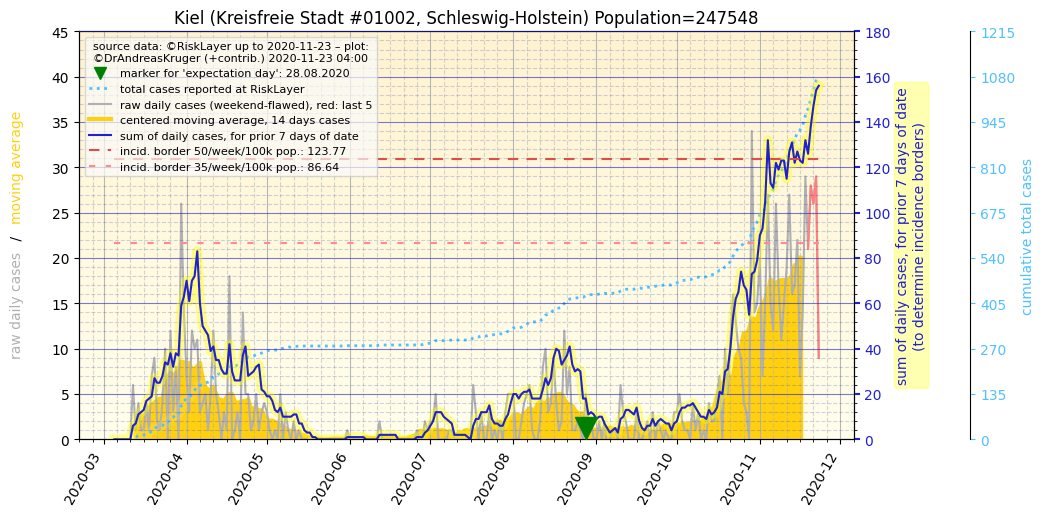 Kiel (Kreisfreie Stadt #01002, Schleswig-Holstein) Population=247548
source data: ©RiskLayer up to 2020-11-23 – plot:
©DrAndreasKruger (+contrib.) 2020-11-23 04:00
marker for 'expectation day': 28.08.2020
total cases reported at RiskLayer
raw daily cases (weekend-flawed), red: last 5
centered moving average, 14 days cases
sum of daily cases, for prior 7 days of date
incid. border 50/week/100k pop.: 123.77
incid. border 35/week/100k pop.: 86.64
raw daily cases / moving average
45
40
35
30
25
20
15
10
5
0
2020-03
2020-04
2020-05
2020-06
2020-07
2020-08
2020-09
2020-10
2020-11
2020-12
180
160
140
120
100
80
60
40
20
0
sum of daily cases, for prior 7 days of date
(to determine incidence borders)
1215
1080
945
810
675
540
405
270
135
0
cumulative total cases